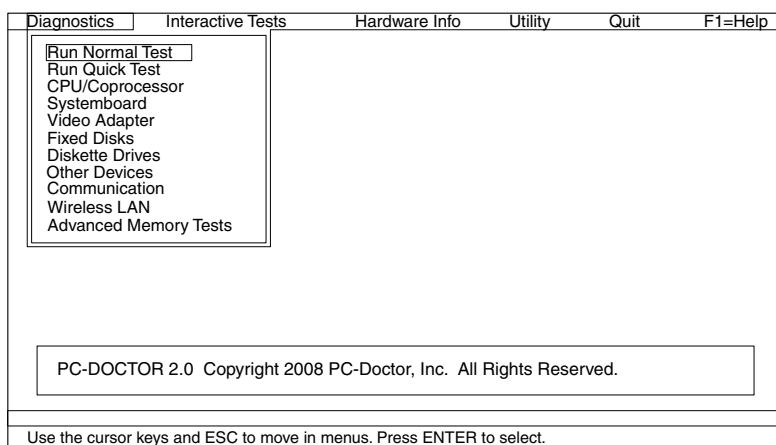 Diagnostics Interactive Tests Hardware Info Utility Quit F1=Help
Run Normal Test
Run Quick Test
CPU/Coprocessor
Systemboard
Video Adapter
Fixed Disks
Diskette Drives
Other Devices
Communication
Wireless LAN
Advanced Memory Tests
PC-DOCTOR 2.0 Copyright 2008 PC-Doctor, Inc. All Rights Reserved.
Use the cursor keys and ESC to move in menus. Press ENTER to select.